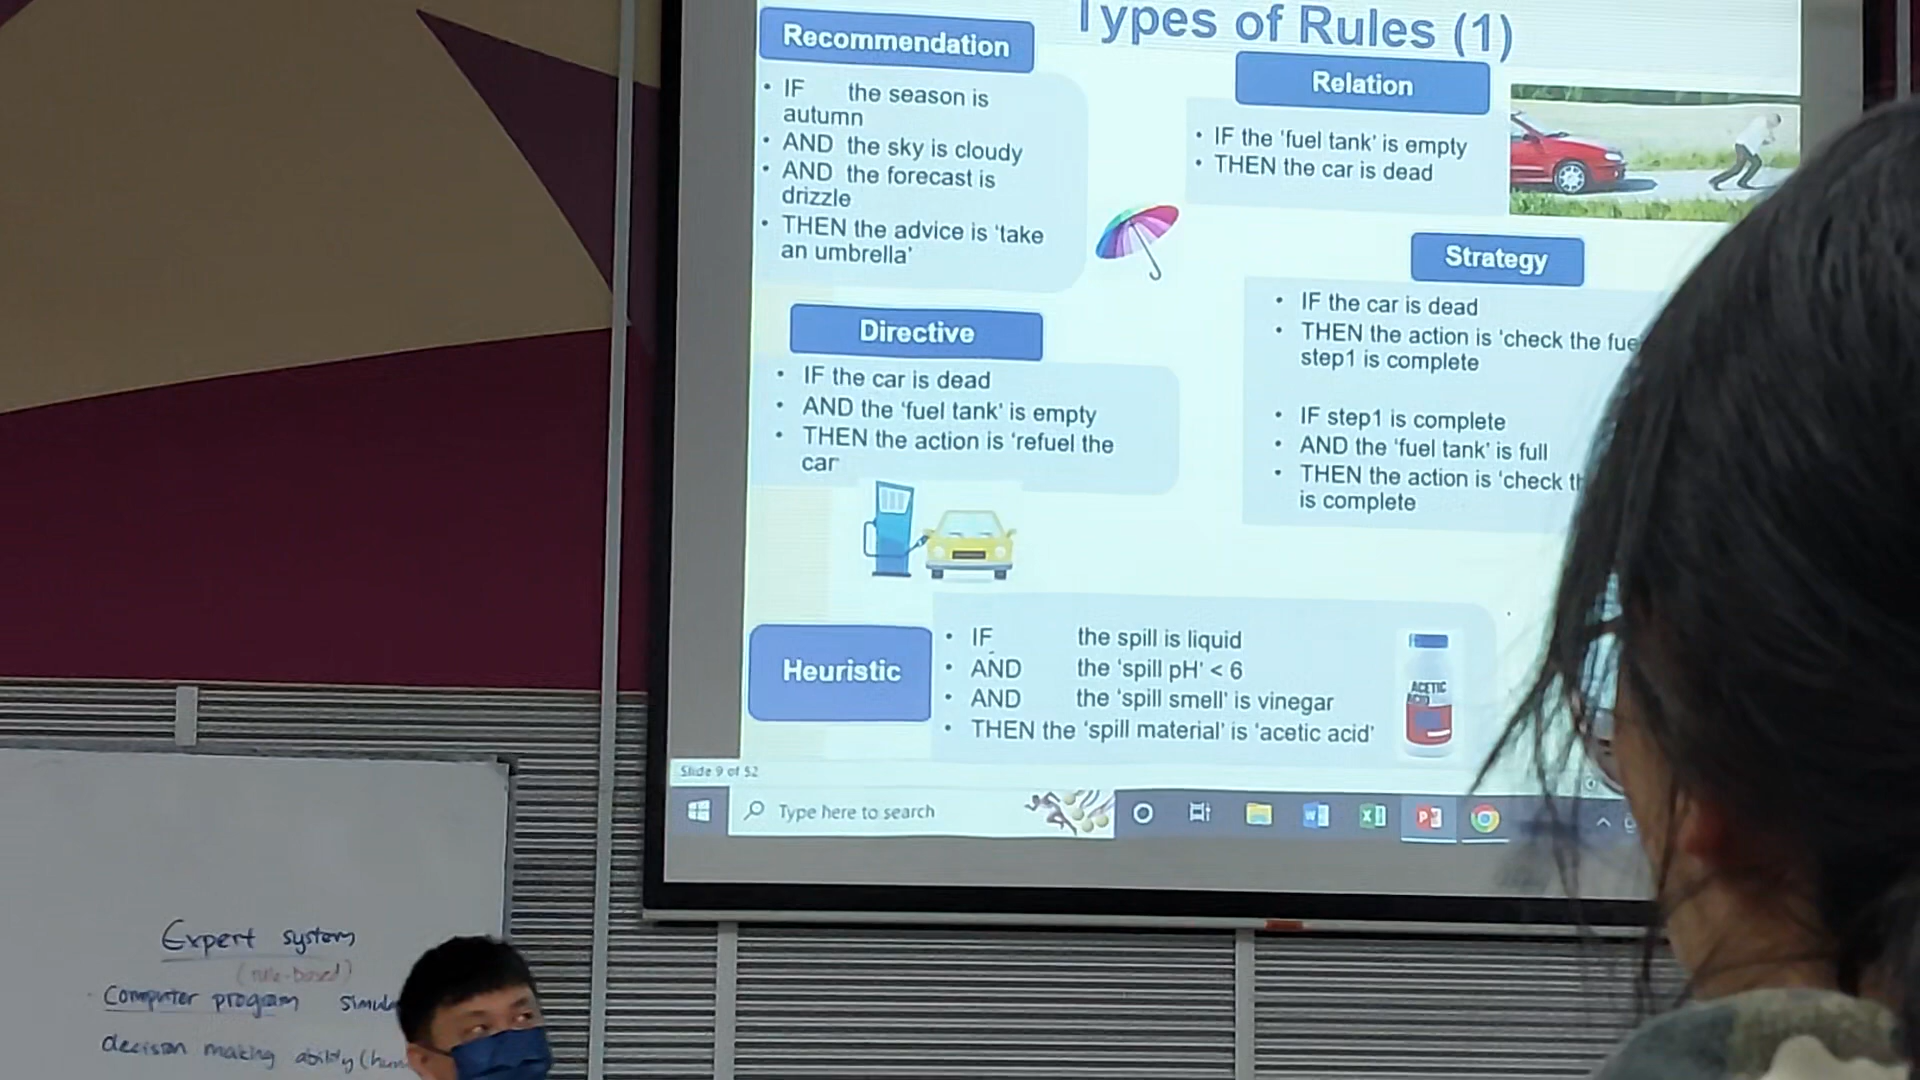 Types of Rules (1)
Recommendation
• IF the season is
autumn
• AND the sky is cloudy
• AND the forecast is
drizzle
• THEN the advice is 'take
an umbrella'
Relation
• IF the 'fuel tank' is empty
• THEN the car is dead
Strategy
• IF the car is dead
• THEN the action is 'check the
step1 is complete
• IF step1 is complete
• AND the 'fuel tank' is full
• THEN the action is 'check
is complete
Directive
• IF the car is dead
• AND the 'fuel tank' is empty
• THEN the action is 'refuel the
car'
Heuristic
• IF the spill is liquid
• AND the 'spill pH' < 6
• AND the 'spill smell' is vinegar
• THEN the 'spill material' is 'acetic acid'
ACETIC
ACID
Slide 9 of 52
Type here to search
Expert system
(rule-based)
Computer program
decision making ability